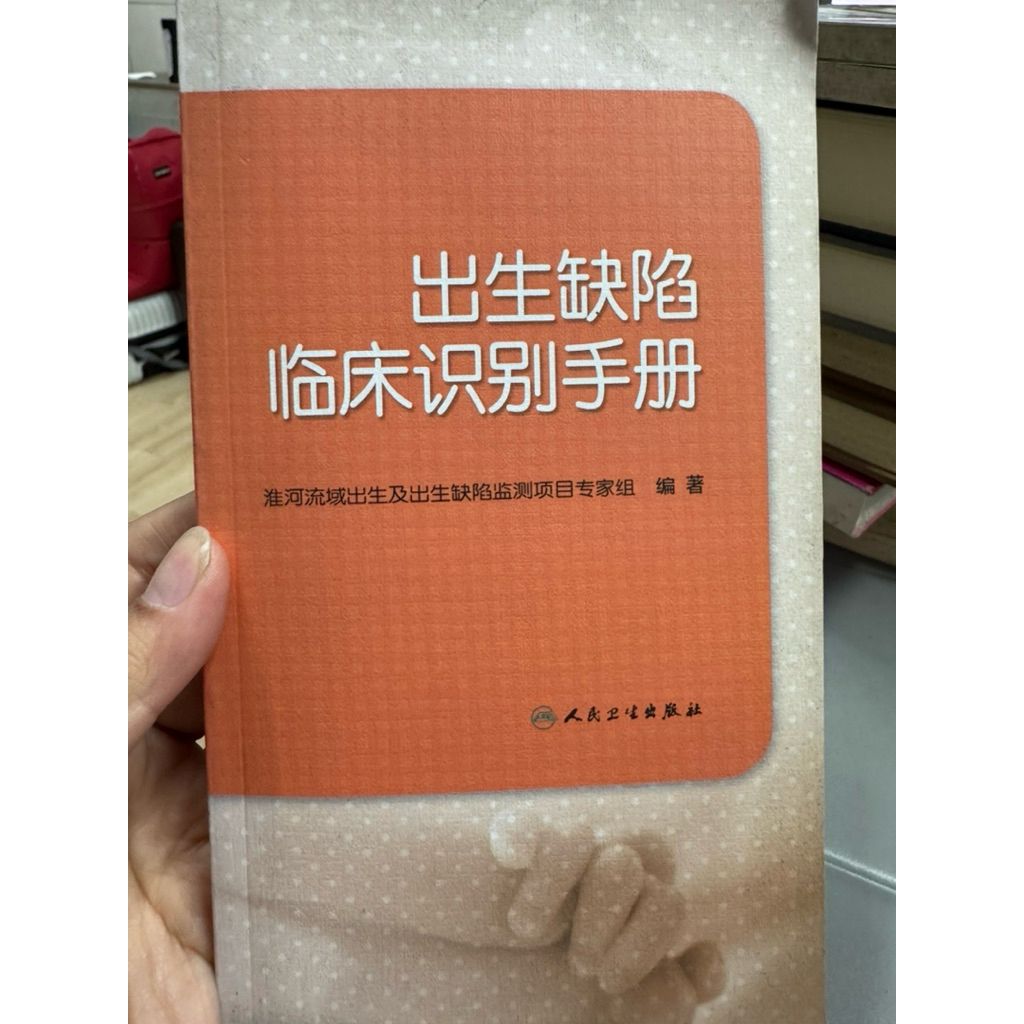 出生缺陷
临床识别手册
淮河流域出生及出生缺陷监测项目专家组 编著
人民卫生出版社